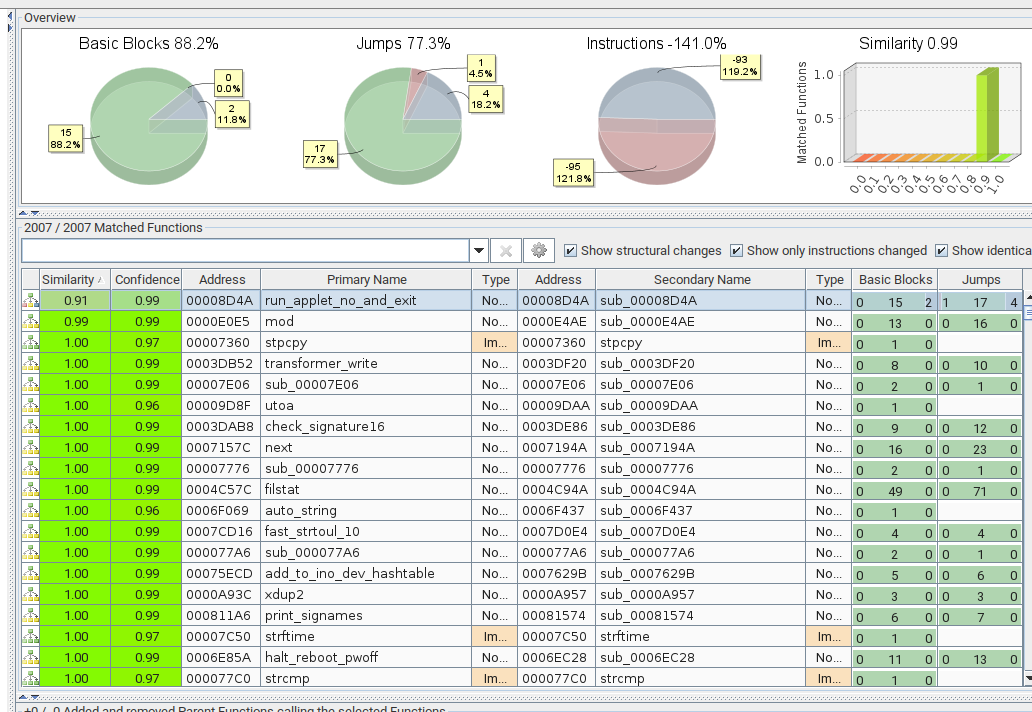 Overview
Basic Blocks 88.2%
Jumps 77.3%
Instructions -141.0%
Similarity 0.99
0
0.0%
2
11.8%
15
88.2%
1
4.5%
4
18.2%
17
77.3%
-93
119.2%
-95
121.8%
Matched Functions
1.0
0.5
0.0
0.0 0.1 0.2 0.3 0.4 0.5 0.6 0.7 0.8 0.9 1.0
2007 / 2007 Matched Functions
Show structural changes Show only instructions changed Show identica
Similarity Confidence Address Primary Name Type Address Secondary Name Type Basic Blocks Jumps
0.91 0.99 00008D4A run_applet_no_and_exit No... 00008D4A sub_00008D4A No... 0 15 2 1 17 4
0.99 0.99 0000E0E5 mod No... 0000E4AE sub_0000E4AE No... 0 13 0 0 16 0
1.00 0.97 00007360 stpcpy Im... 00007360 stpcpy Im... 0 1 0
1.00 0.99 0003DB52 transformer_write No... 0003DF20 sub_0003DF20 No... 0 8 0 0 10 0
1.00 0.99 00007E06 sub_00007E06 No... 00007E06 sub_00007E06 No... 0 2 0 0 1 0
1.00 0.96 00009D8F utoa No... 00009DAA sub_00009DAA No... 0 1 0
1.00 0.99 0003DAB8 check_signature16 No... 0003DE86 sub_0003DE86 No... 0 9 0 0 12 0
1.00 0.99 0007157C next No... 0007194A sub_0007194A No... 0 16 0 0 23 0
1.00 0.99 00007776 sub_00007776 No... 00007776 sub_00007776 No... 0 2 0 0 1 0
1.00 0.99 0004C57C filstat No... 0004C94A sub_0004C94A No... 0 49 0 0 71 0
1.00 0.96 0006F069 auto_string No... 0006F437 sub_0006F437 No... 0 1 0
1.00 0.99 0007CD16 fast_strtoul_10 No... 0007D0E4 sub_0007D0E4 No... 0 4 0 0 4 0
1.00 0.99 000077A6 sub_000077A6 No... 000077A6 sub_000077A6 No... 0 2 0 0 1 0
1.00 0.99 00075ECD add_to_ino_dev_hashtable No... 0007629B sub_0007629B No... 0 5 0 0 6 0
1.00 0.99 0000A93C xdup2 No... 0000A957 sub_0000A957 No... 0 3 0 0 3 0
1.00 0.99 000811A6 print_signames No... 00081574 sub_00081574 No... 0 6 0 0 7 0
1.00 0.97 00007C50 strftime Im... 00007C50 strftime Im... 0 1 0
1.00 0.99 0006E85A halt_reboot_pwoff No... 0006EC28 sub_0006EC28 No... 0 11 0 0 13 0
1.00 0.97 000077C0 strcmp Im... 000077C0 strcmp Im... 0 1 0
+0 / 0 Added and removed Parent Functions calling the selected Functions